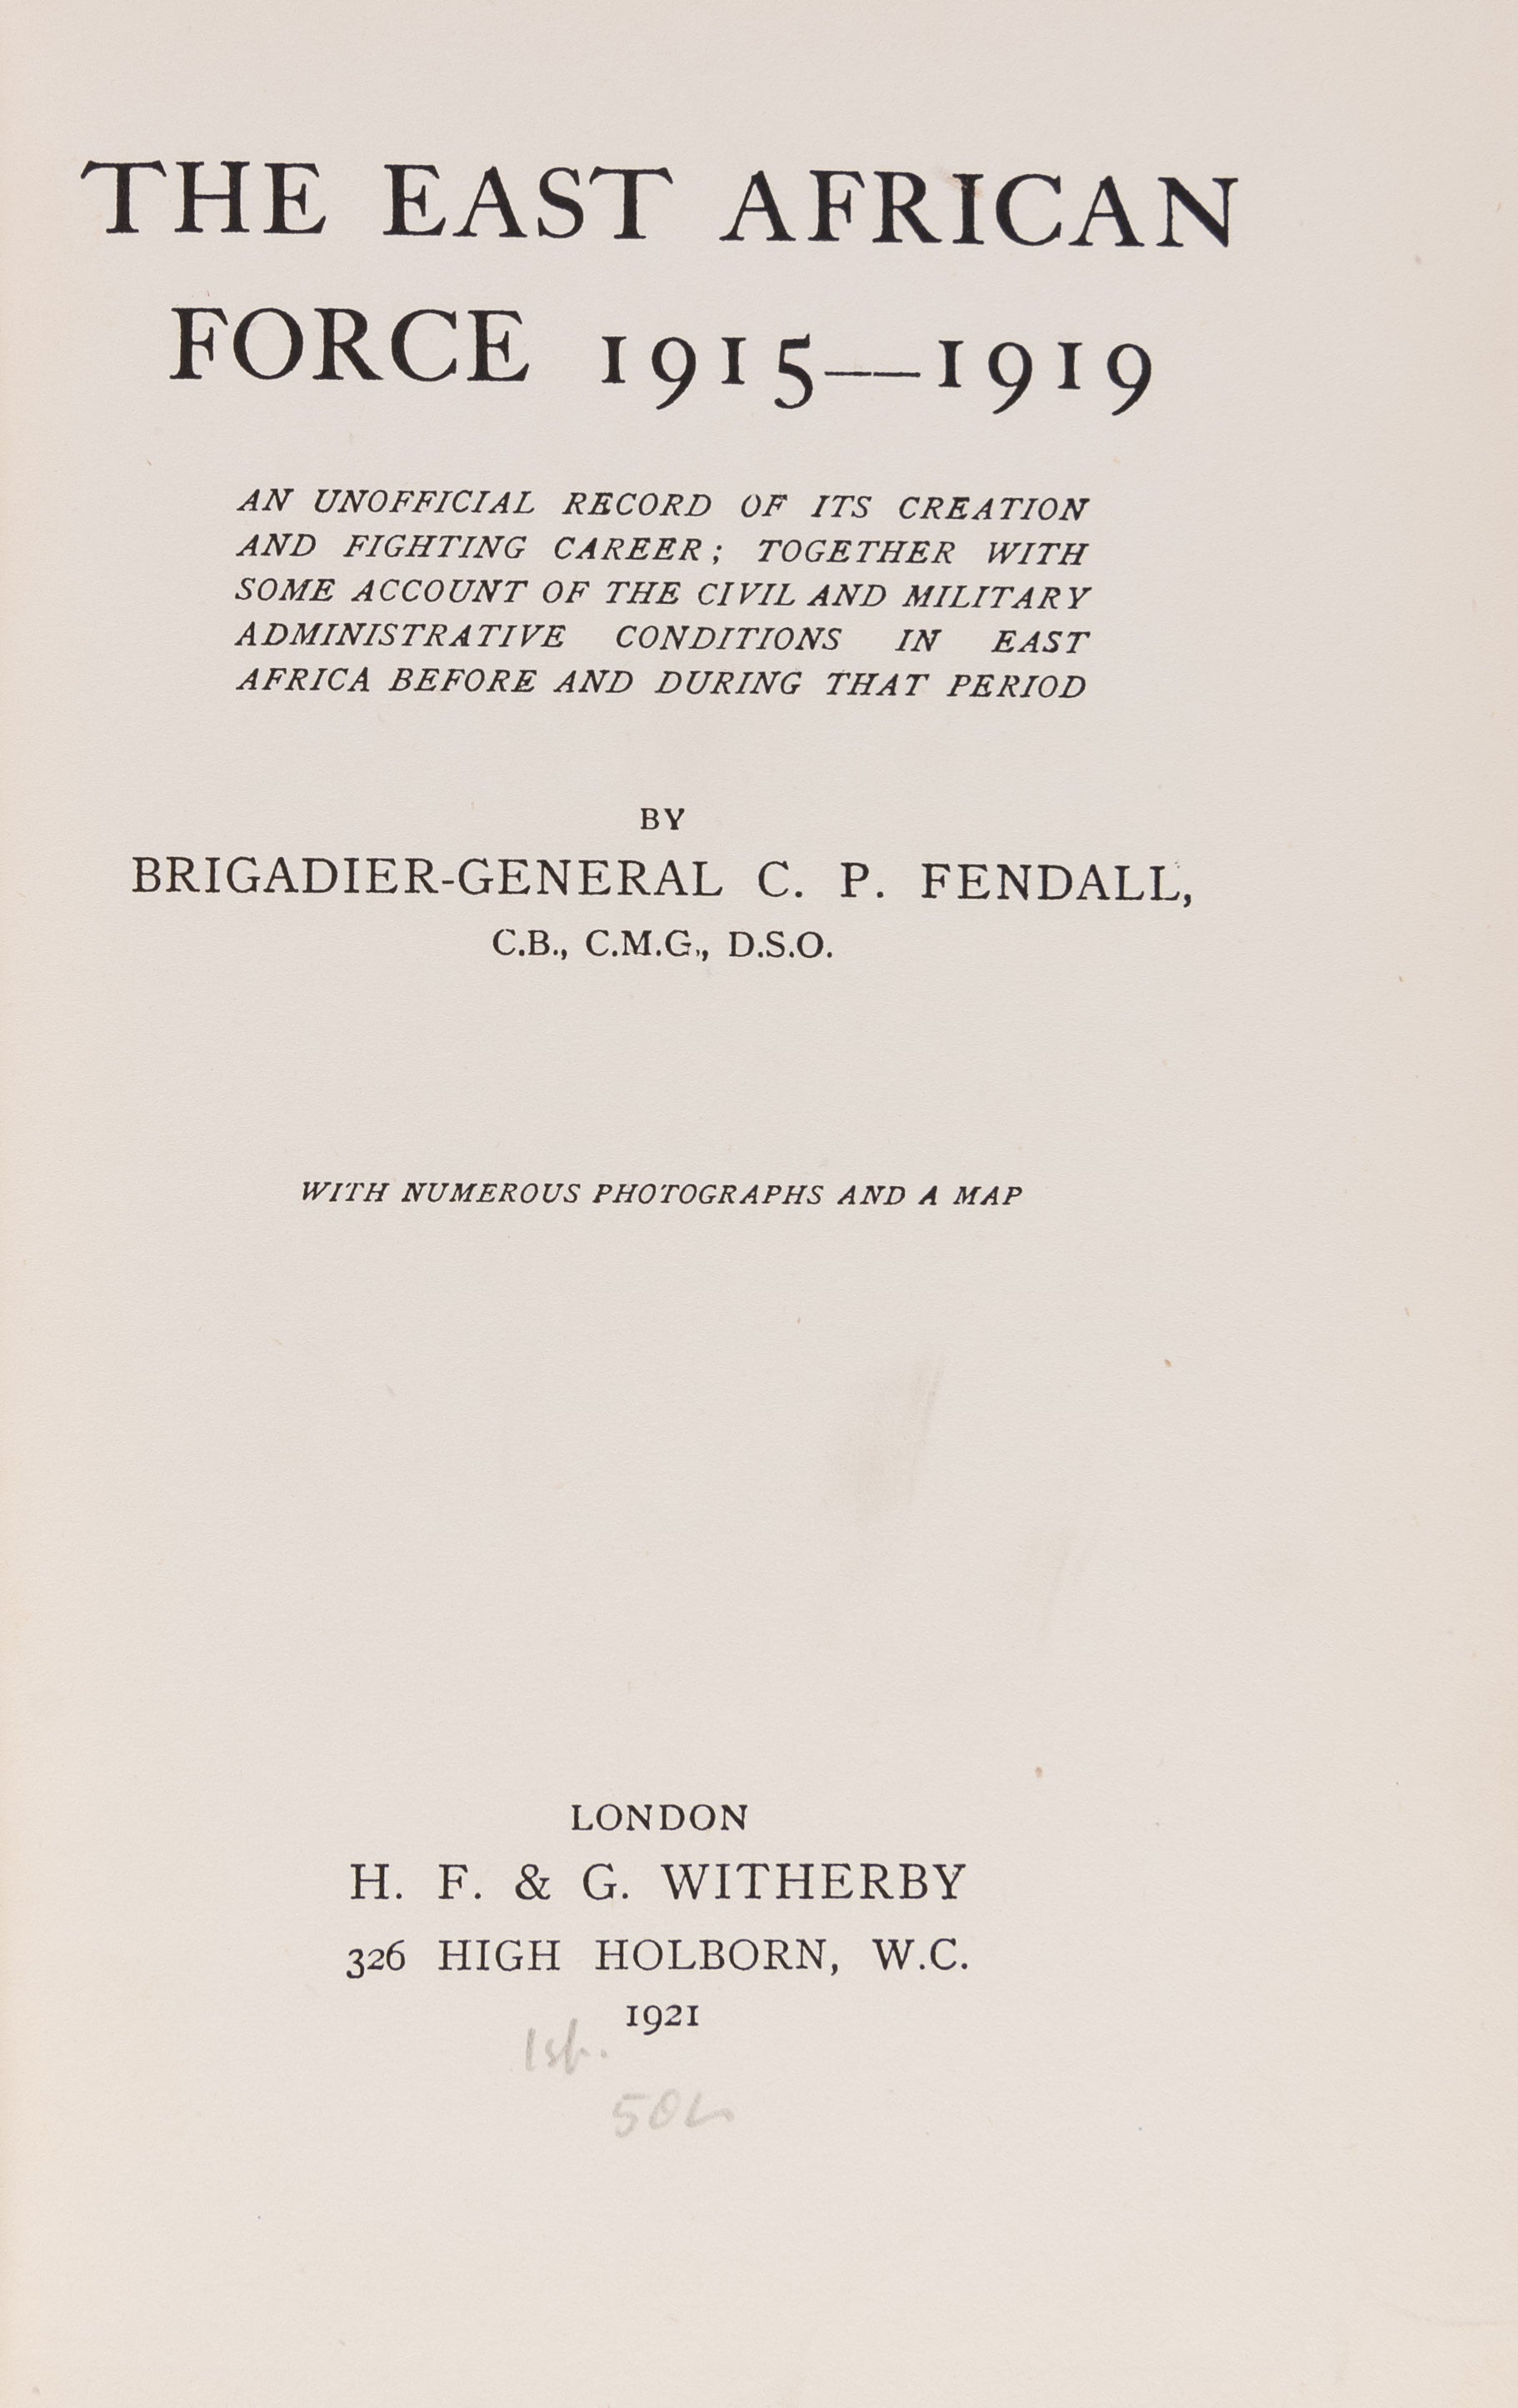 THE EAST AFRICAN
FORCE 1915—1919
AN UNOFFICIAL RECORD OF ITS CREATION
AND FIGHTING CAREER; TOGETHER WITH
SOME ACCOUNT OF THE CIVIL AND MILITARY
ADMINISTRATIVE CONDITIONS IN EAST
AFRICA BEFORE AND DURING THAT PERIOD
BY
BRIGADIER-GENERAL C. P. FENDALL,
C.B., C.M.G., D.S.O.
WITH NUMEROUS PHOTOGRAPHS AND A MAP
LONDON
H. F. & G. WITHERBY
326 HIGH HOLBORN, W.C.
1921
1st.